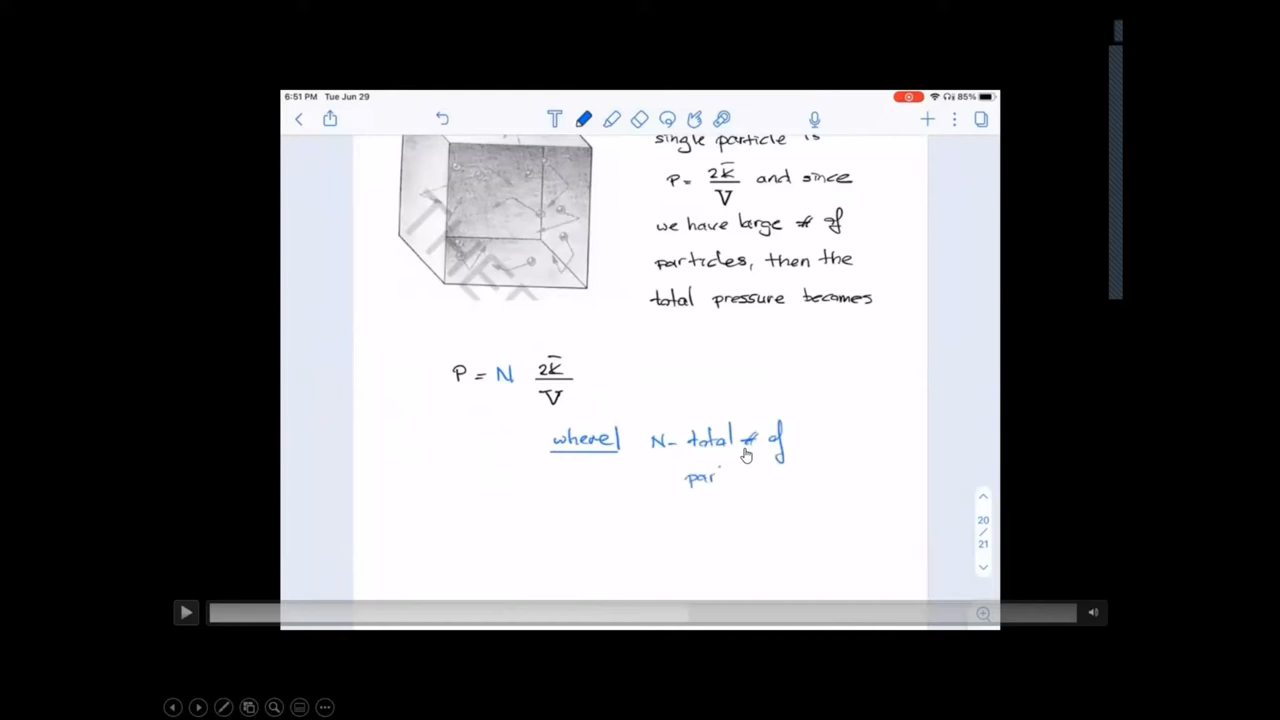 6:51 PM Tue Jun 29
85%
single particle is
P = 2K̅/V and since
we have large # of
particles, then the
total pressure becomes
THE
P = N 2K̅/V
where N - total # of
par
20
/
21